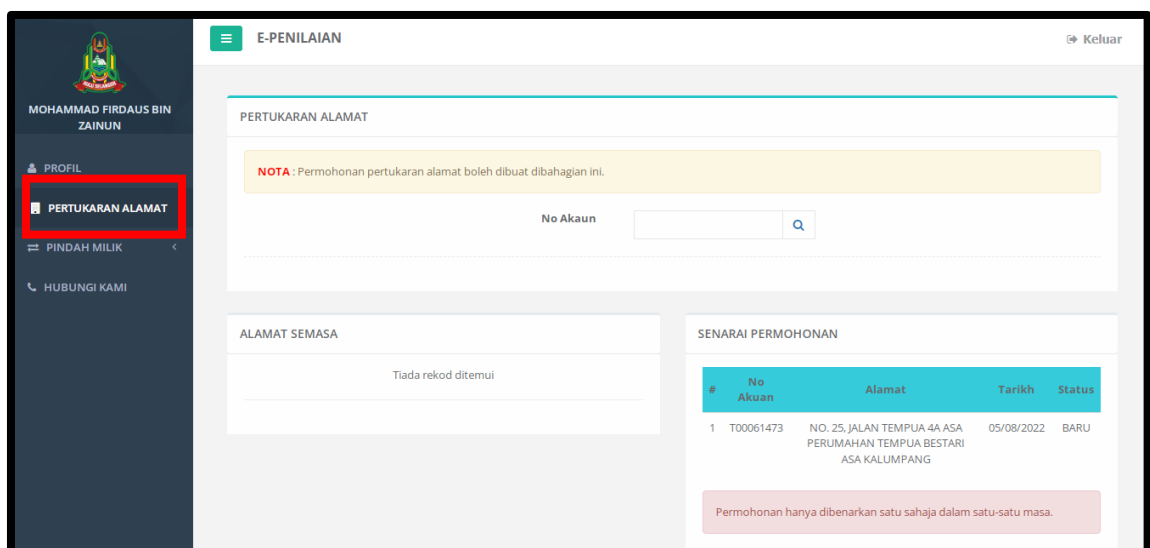 HULU SELANGOR
MOHAMMAD FIRDAUS BIN
ZAINUN
PROFIL
PERTUKARAN ALAMAT
PINDAH MILIK
HUBUNGI KAMI
E-PENILAIAN
Keluar
PERTUKARAN ALAMAT
NOTA : Permohonan pertukaran alamat boleh dibuat dibahagian ini.
No Akaun
ALAMAT SEMASA
Tiada rekod ditemui
SENARAI PERMOHONAN
# No Akuan Alamat Tarikh Status
1 T00061473 NO. 25, JALAN TEMPUA 4A ASA 05/08/2022 BARU
PERUMAHAN TEMPUA BESTARI
ASA KALUMPANG
Permohonan hanya dibenarkan satu sahaja dalam satu-satu masa.